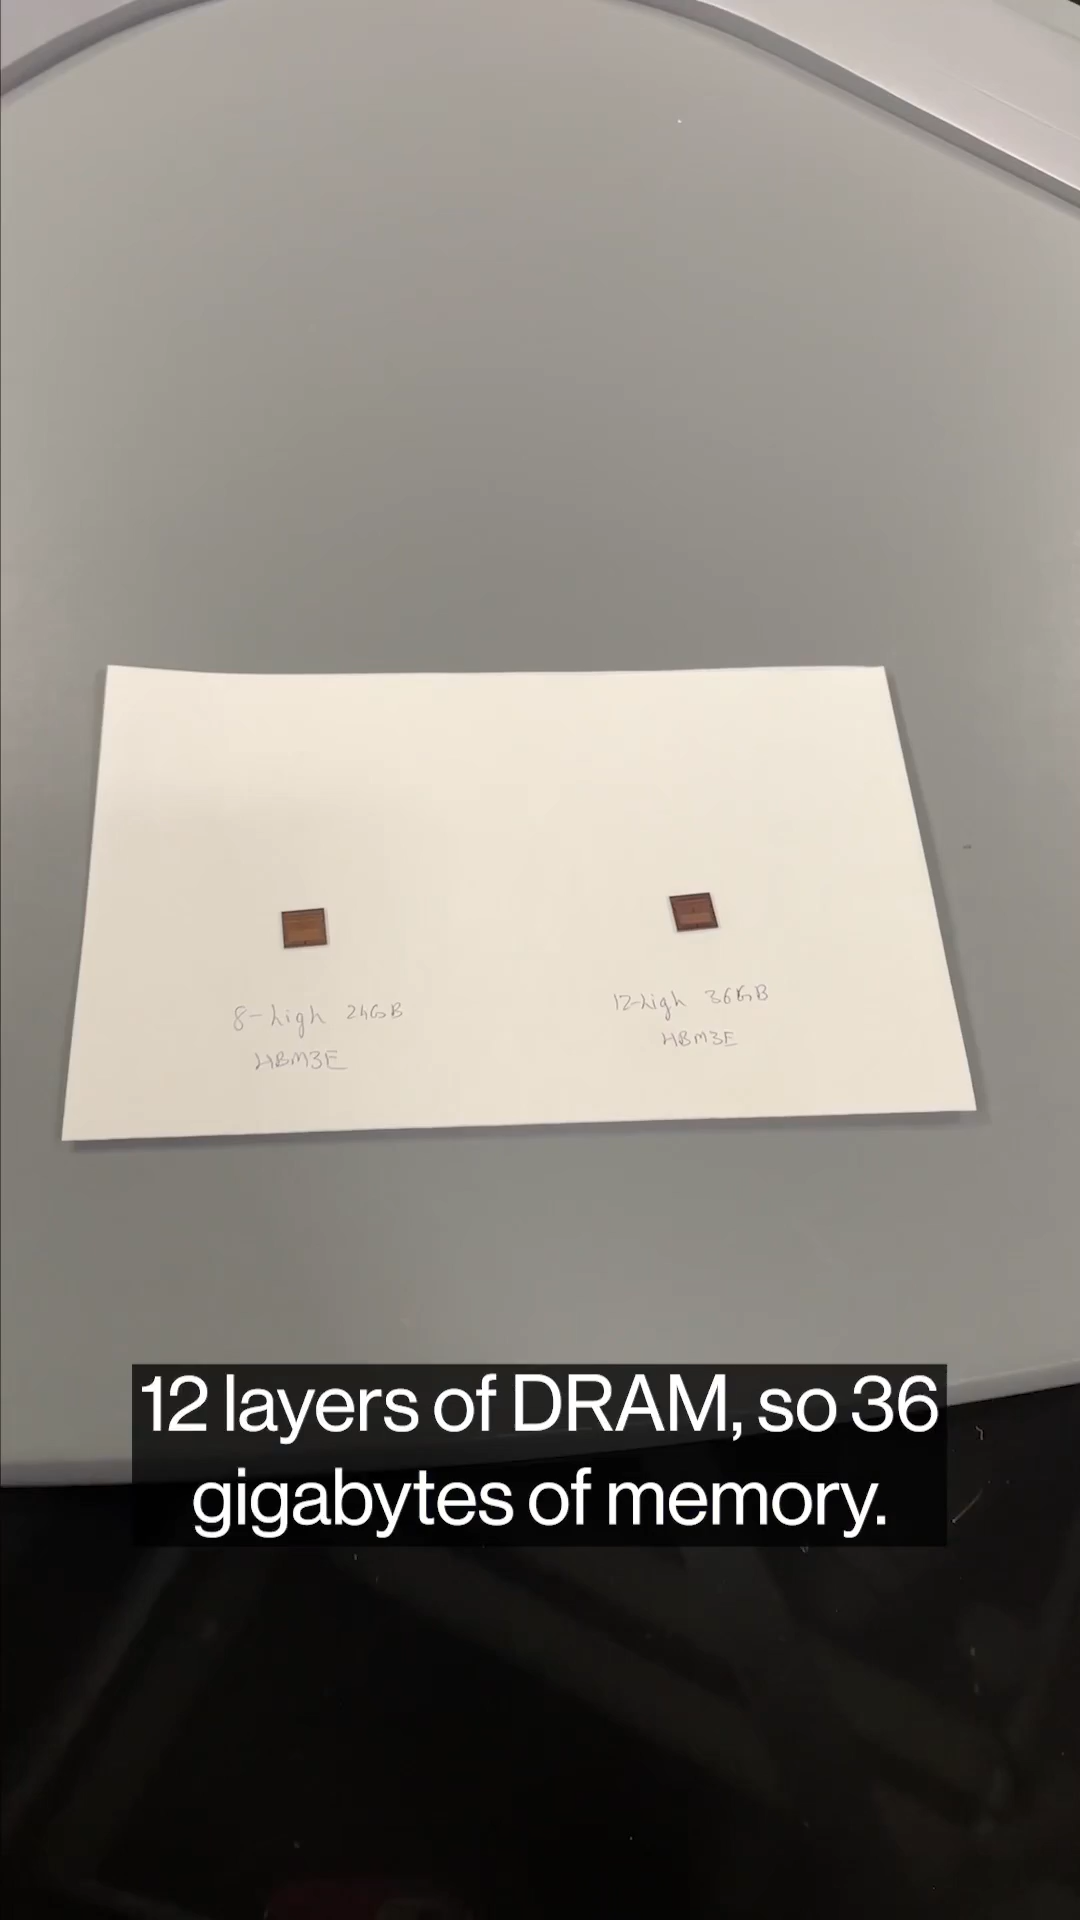 8-high 24GB
HBM3E
12-high 36GB
HBM3E
12 layers of DRAM, so 36
gigabytes of memory.